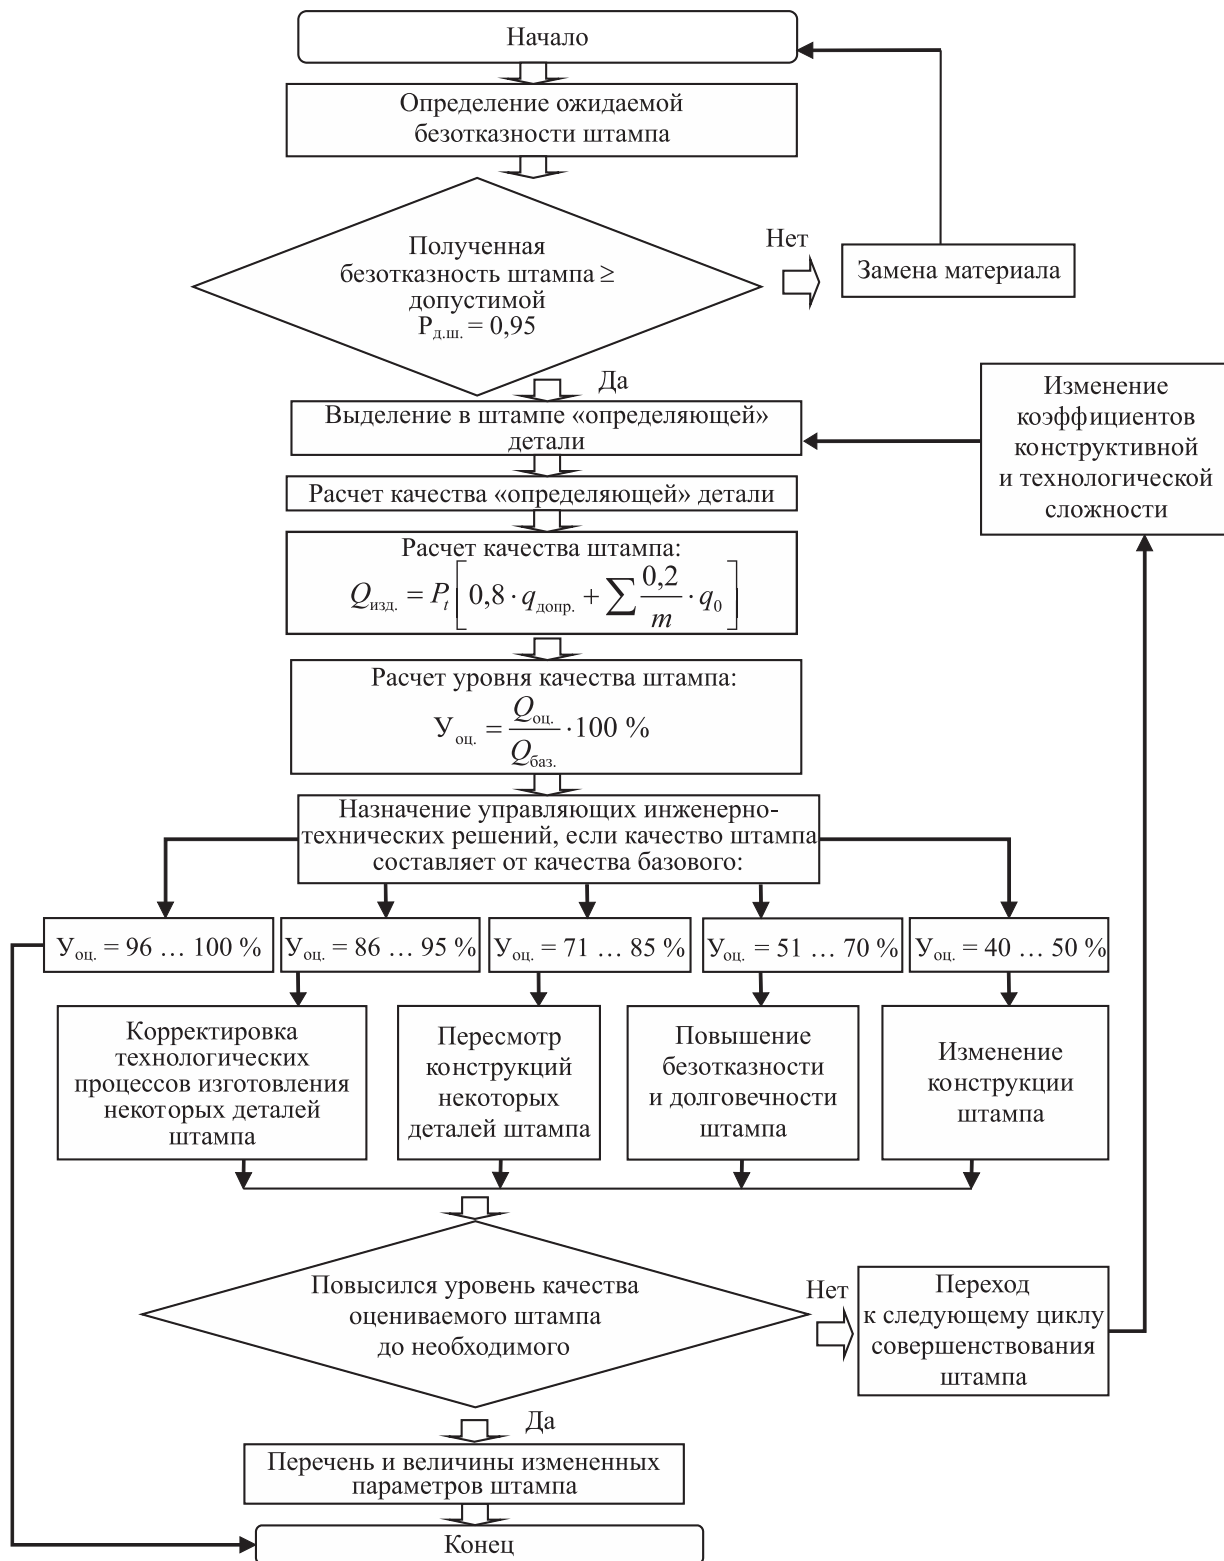 Начало
Определение ожидаемой
безотказности штампа
Полученная
безотказность штампа ≥
допустимой
Pд.ш. = 0,95
Нет
Замена материала
Да
Выделение в штампе «определяющей»
детали
Изменение
коэффициентов
конструктивной
и технологической
сложности
Расчет качества «определяющей» детали
Расчет качества штампа:
Qизд. = Pt [0,8 · qдопр. + ∑ 0,2/m · q0]
Расчет уровня качества штампа:
Уоц. = Qоц./Qбаз. · 100 %
Назначение управляющих инженерно-
технических решений, если качество штампа
составляет от качества базового:
Уоц. = 96 … 100 %
Уоц. = 86 … 95 %
Уоц. = 71 … 85 %
Уоц. = 51 … 70 %
Уоц. = 40 … 50 %
Корректировка
технологических
процессов изготовления
некоторых деталей
штампа
Пересмотр
конструкций
некоторых
деталей штампа
Повышение
безотказности
и долговечности
штампа
Изменение
конструкции
штампа
Повысился уровень качества
оцениваемого штампа
до необходимого
Нет
Переход
к следующему циклу
совершенствования
штампа
Да
Перечень и величины измененных
параметров штампа
Конец